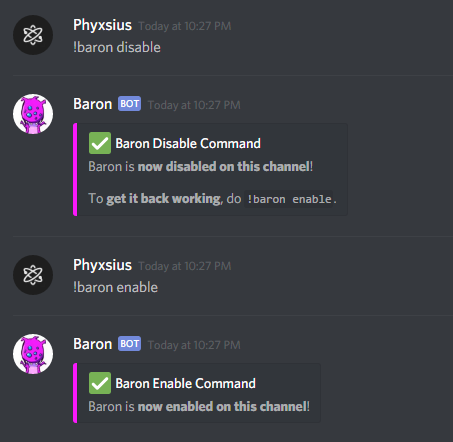 Phyxsius Today at 10:27 PM
!baron disable
Baron BOT Today at 10:27 PM
Baron Disable Command
Baron is now disabled on this channel!
To get it back working, do !baron enable.
Phyxsius Today at 10:27 PM
!baron enable
Baron BOT Today at 10:27 PM
Baron Enable Command
Baron is now enabled on this channel!